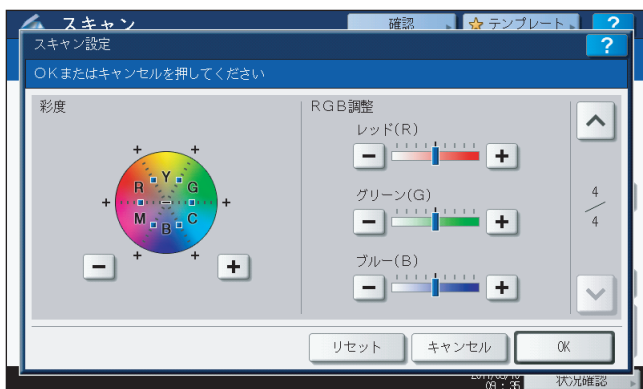 スキャン
確認
テンプレート
?
スキャン設定
?
OKまたはキャンセルを押してください
彩度
RGB調整
レッド(R)
グリーン(G)
ブルー(B)
Y
R G
M C
B
4
4
リセット
キャンセル
OK
09:35
状況確認